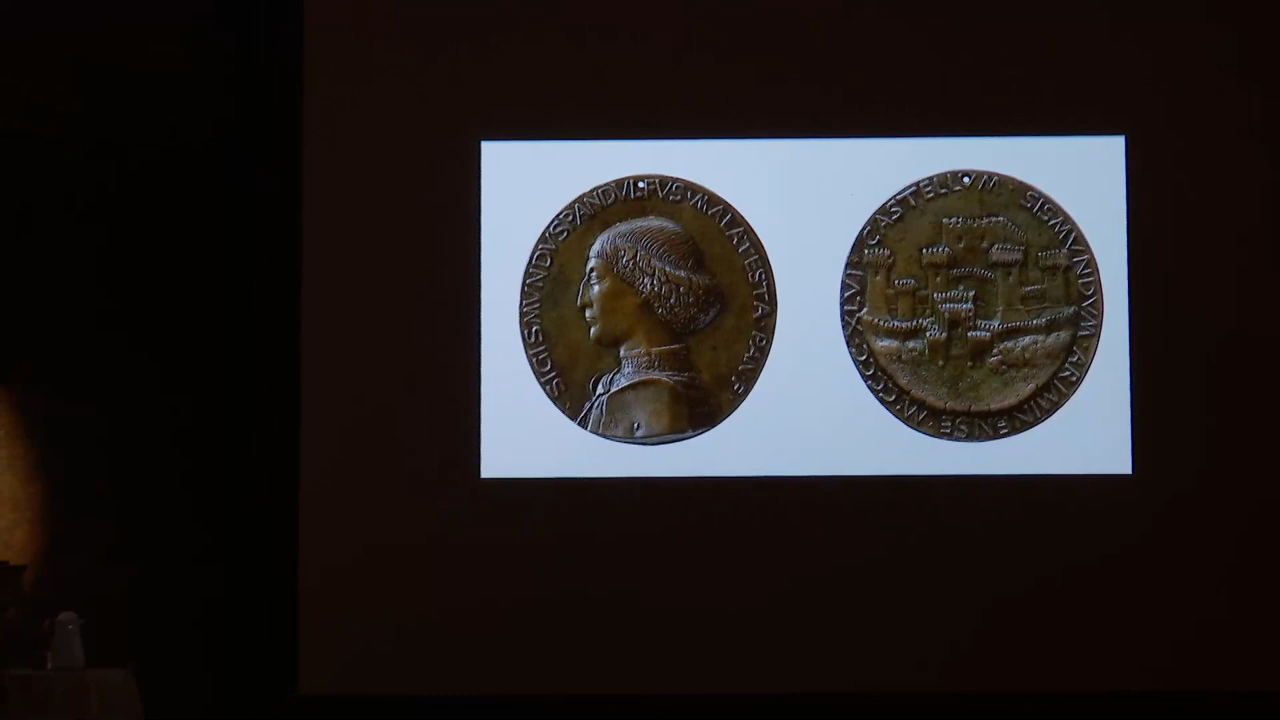 SIGISMVNDVS PANDVLFVS · MALATESTA · PAN · F
CASTELLVM · SISMVNDVM · ARIMINENSE · M · CCCC · XLVI ·